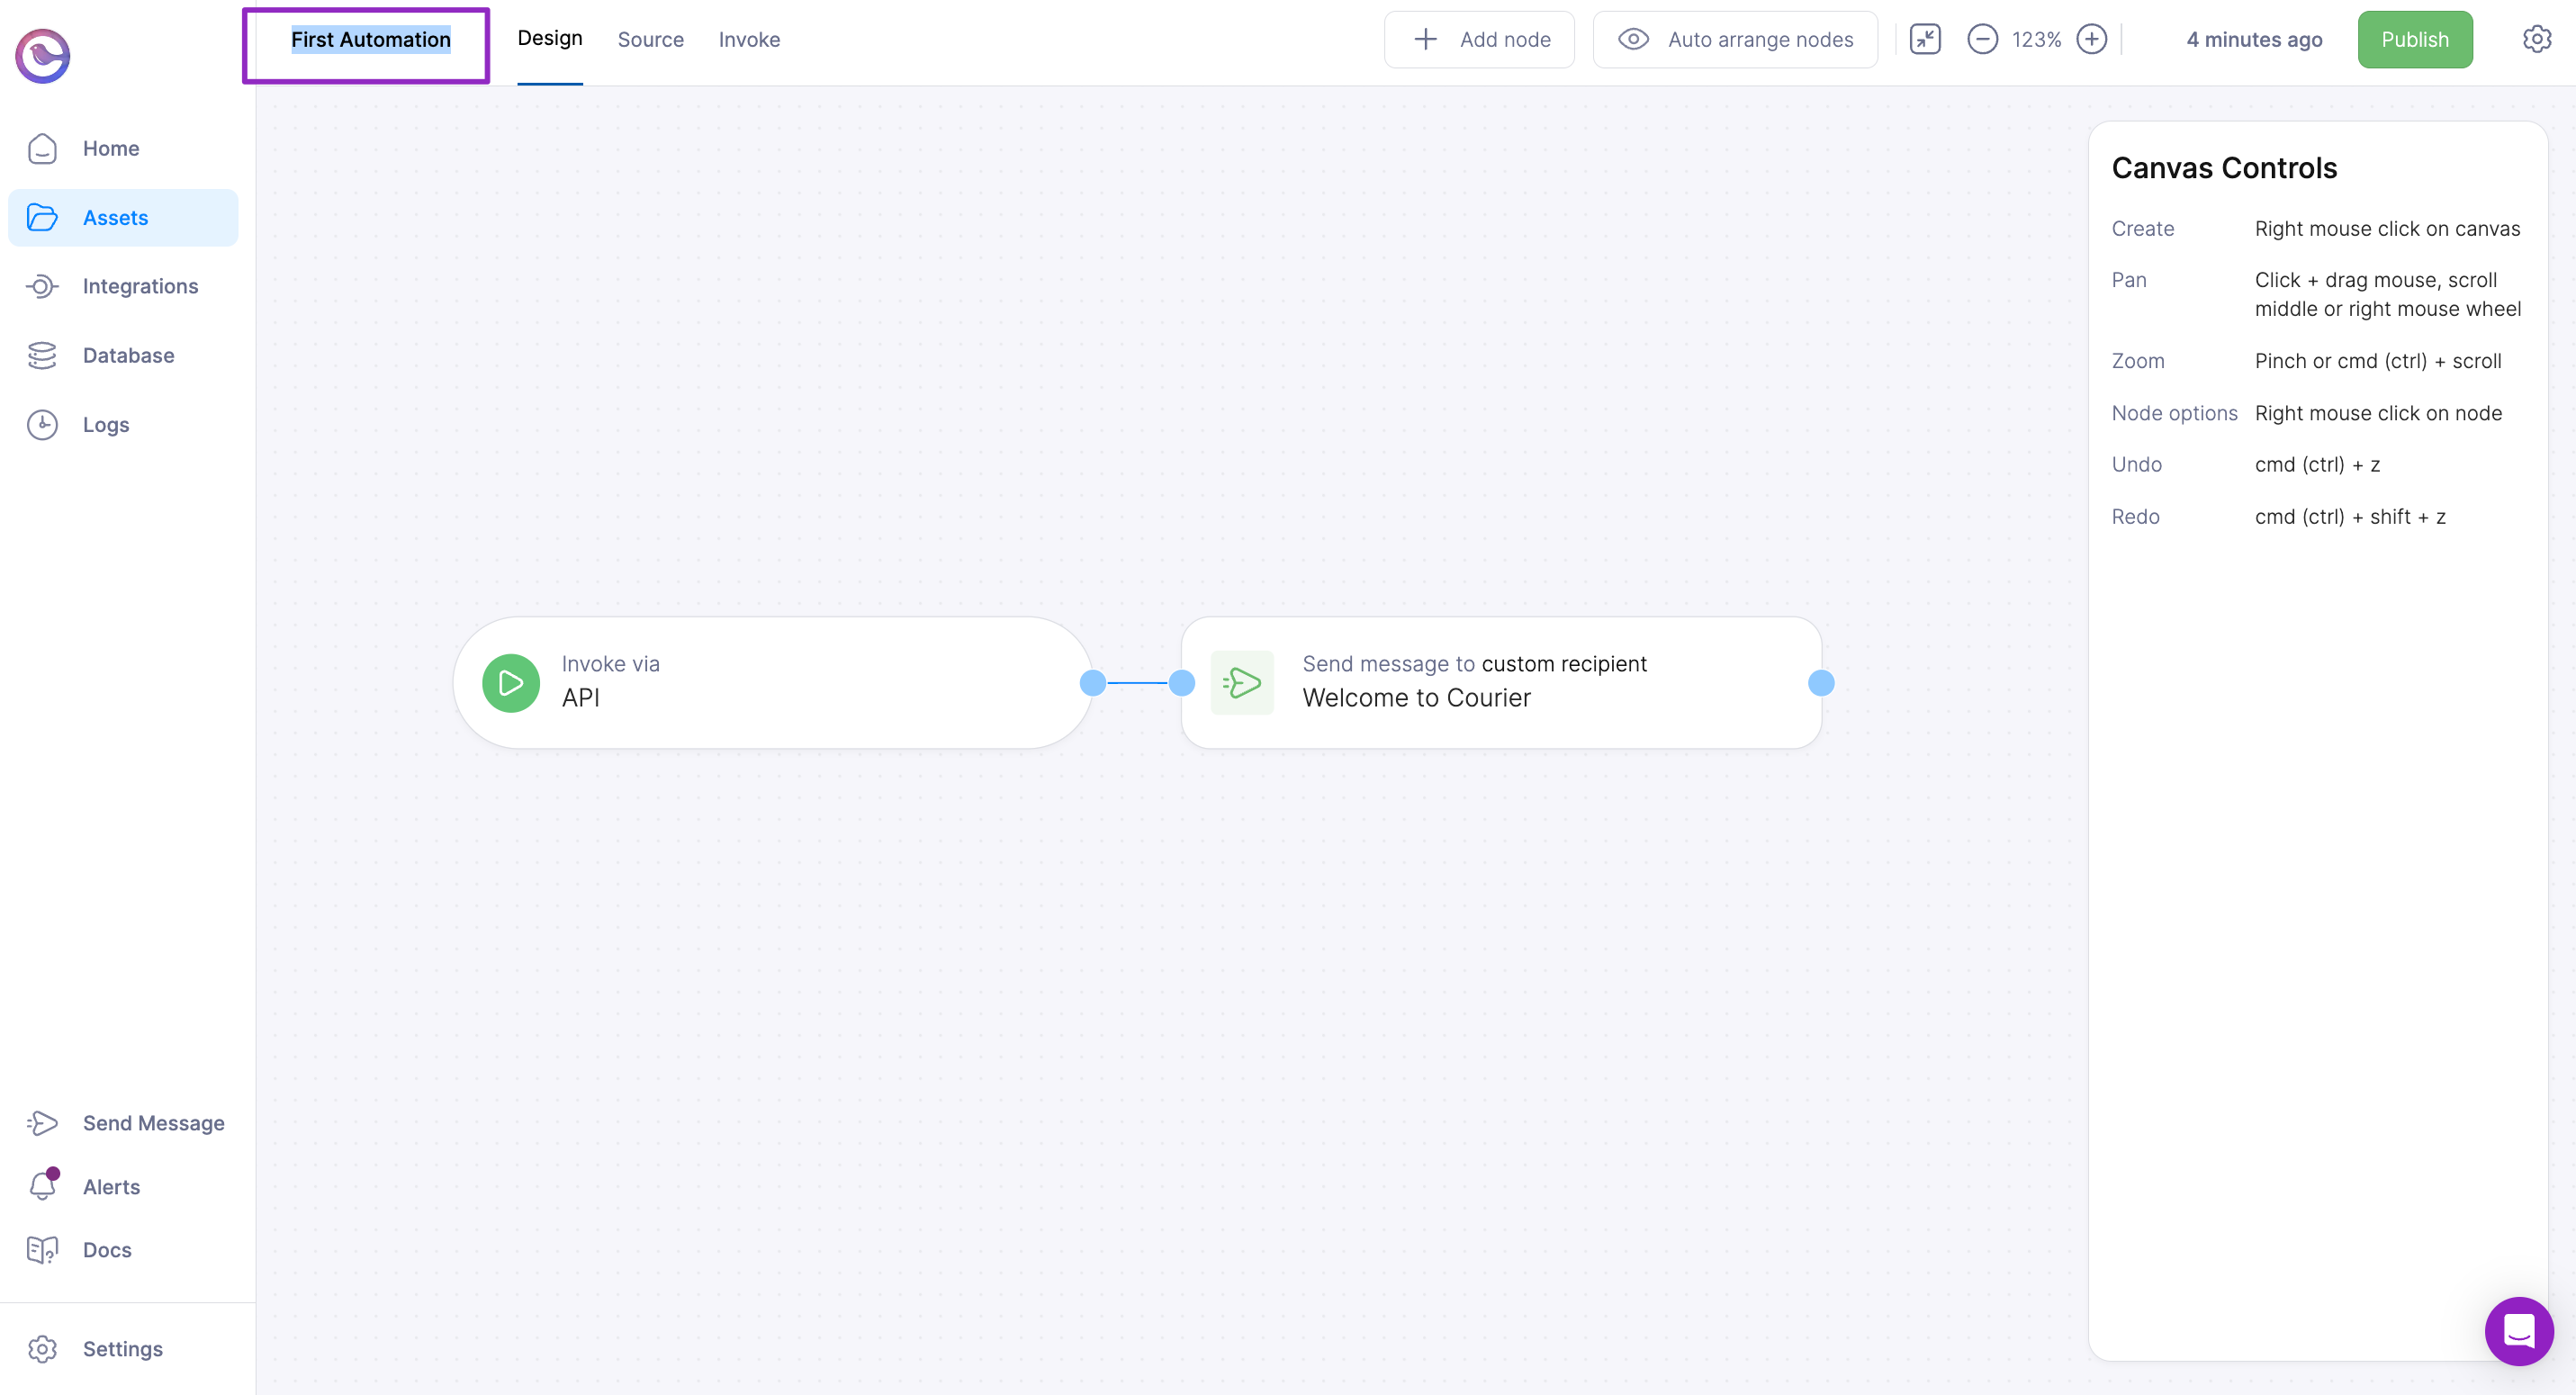 First Automation
Design
Source
Invoke
Add node
Auto arrange nodes
123%
4 minutes ago
Publish
Home
Assets
Integrations
Database
Logs
Send Message
Alerts
Docs
Settings
Invoke via
API
Send message to custom recipient
Welcome to Courier
Canvas Controls
Create Right mouse click on canvas
Pan Click + drag mouse, scroll
middle or right mouse wheel
Zoom Pinch or cmd (ctrl) + scroll
Node options Right mouse click on node
Undo cmd (ctrl) + z
Redo cmd (ctrl) + shift + z